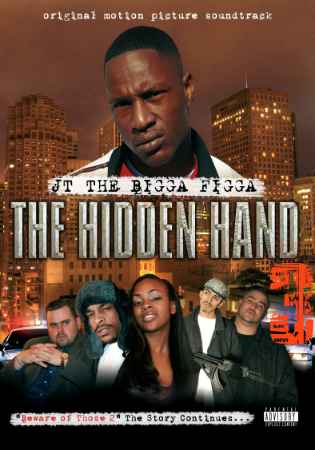 original motion picture soundtrack
JT THE BIGGA FIGGA
THE HIDDEN HAND
"Beware of Those 2" The Story Continues...
PARENTAL
ADVISORY
EXPLICIT CONTENT